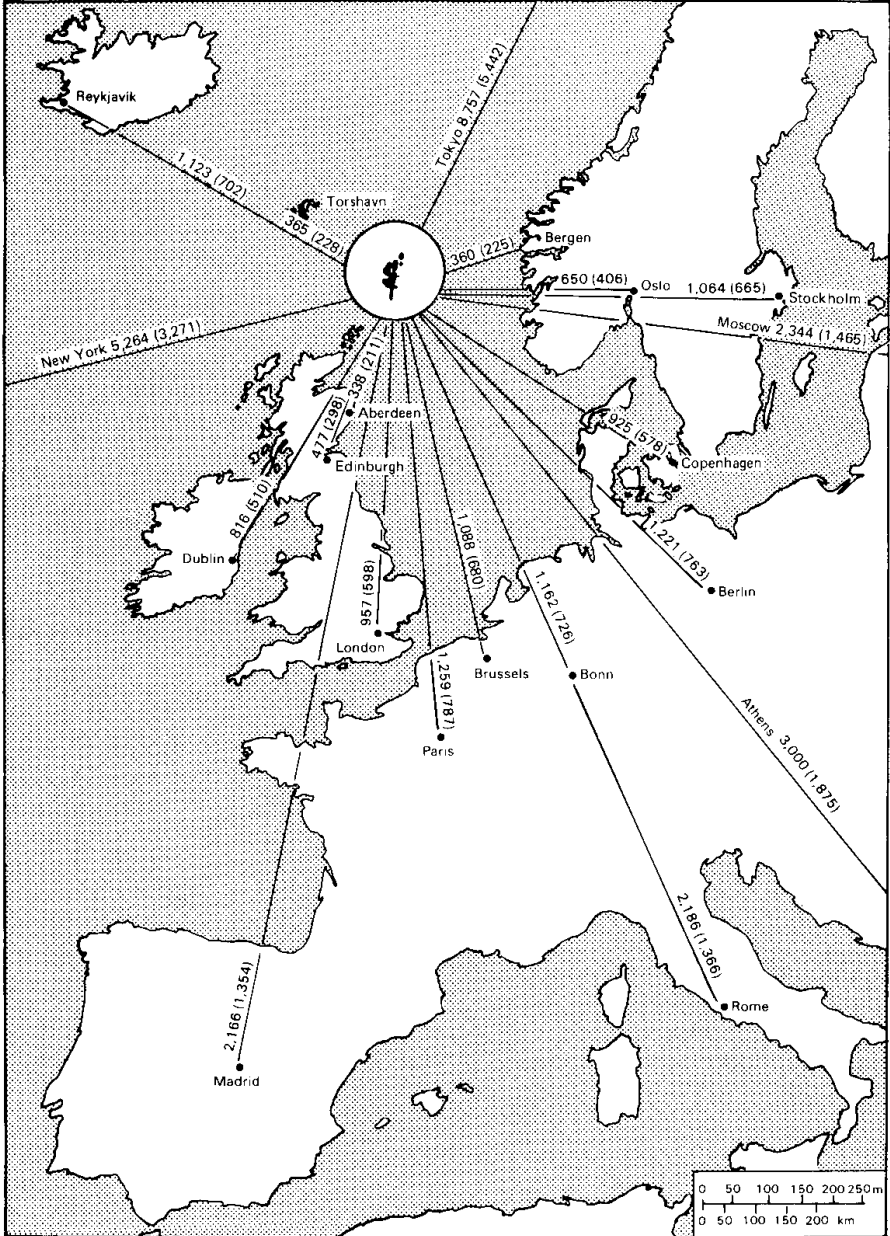 Reykjavik
1,123 (702)
Tokyo 8,757 (5,442)
Torshavn
365 (228)
360 (225)
Bergen
650 (406)
Oslo
1,064 (665)
Stockholm
Moscow 2,344 (1,465)
New York 5,264 (3,271)
338 (211)
Aberdeen
477 (298)
Edinburgh
925 (578)
Copenhagen
816 (510)
Dublin
1,088 (680)
1,221 (763)
Berlin
957 (598)
1,162 (726)
London
1,259 (787)
Brussels
Bonn
Paris
Athens 3,000 (1,875)
2,186 (1,366)
Rome
2,166 (1,354)
Madrid
0 50 100 150 200 250 m
0 50 100 150 200 km